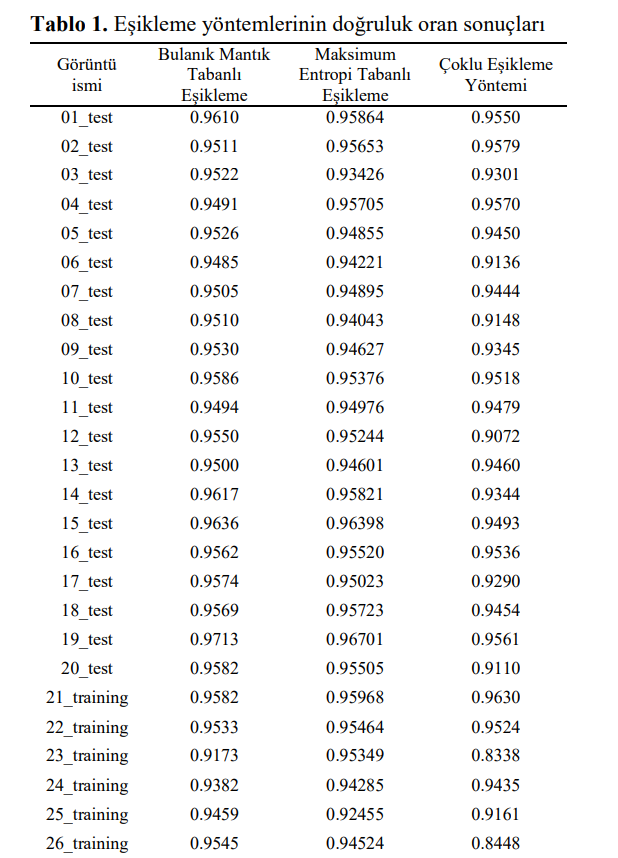 Tablo 1. Eşikleme yöntemlerinin doğruluk oran sonuçları
Görüntü ismi Bulanık Mantık Tabanlı Eşikleme Maksimum Entropi Tabanlı Eşikleme Çoklu Eşikleme Yöntemi
01_test 0.9610 0.95864 0.9550
02_test 0.9511 0.95653 0.9579
03_test 0.9522 0.93426 0.9301
04_test 0.9491 0.95705 0.9570
05_test 0.9526 0.94855 0.9450
06_test 0.9485 0.94221 0.9136
07_test 0.9505 0.94895 0.9444
08_test 0.9510 0.94043 0.9148
09_test 0.9530 0.94627 0.9345
10_test 0.9586 0.95376 0.9518
11_test 0.9494 0.94976 0.9479
12_test 0.9550 0.95244 0.9072
13_test 0.9500 0.94601 0.9460
14_test 0.9617 0.95821 0.9344
15_test 0.9636 0.96398 0.9493
16_test 0.9562 0.95520 0.9536
17_test 0.9574 0.95023 0.9290
18_test 0.9569 0.95723 0.9454
19_test 0.9713 0.96701 0.9561
20_test 0.9582 0.95505 0.9110
21_training 0.9582 0.95968 0.9630
22_training 0.9533 0.95464 0.9524
23_training 0.9173 0.95349 0.8338
24_training 0.9382 0.94285 0.9435
25_training 0.9459 0.92455 0.9161
26_training 0.9545 0.94524 0.8448